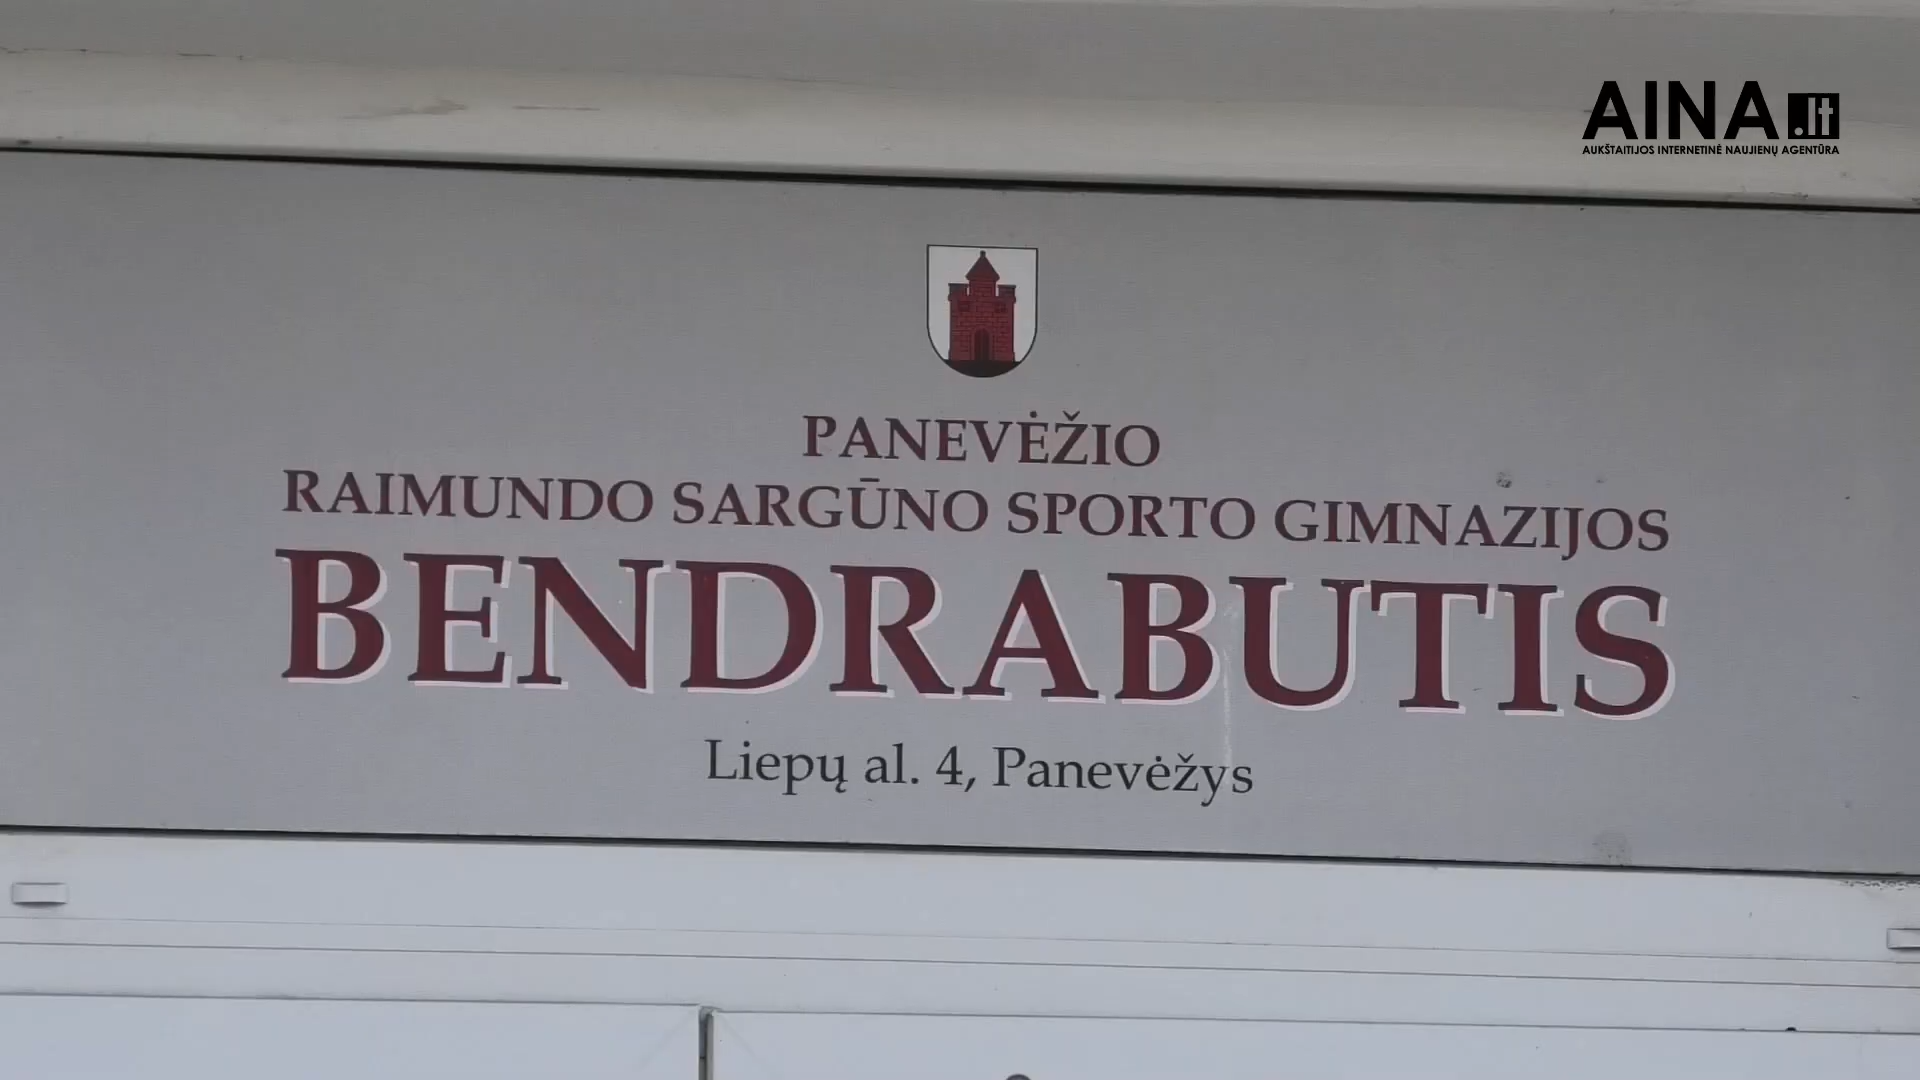 AINA.lt
AUKŠTAITIJOS INTERNETINĖ NAUJIENŲ AGENTŪRA
PANEVĖŽIO
RAIMUNDO SARGŪNO SPORTO GIMNAZIJOS
BENDRABUTIS
Liepų al. 4, Panevėžys